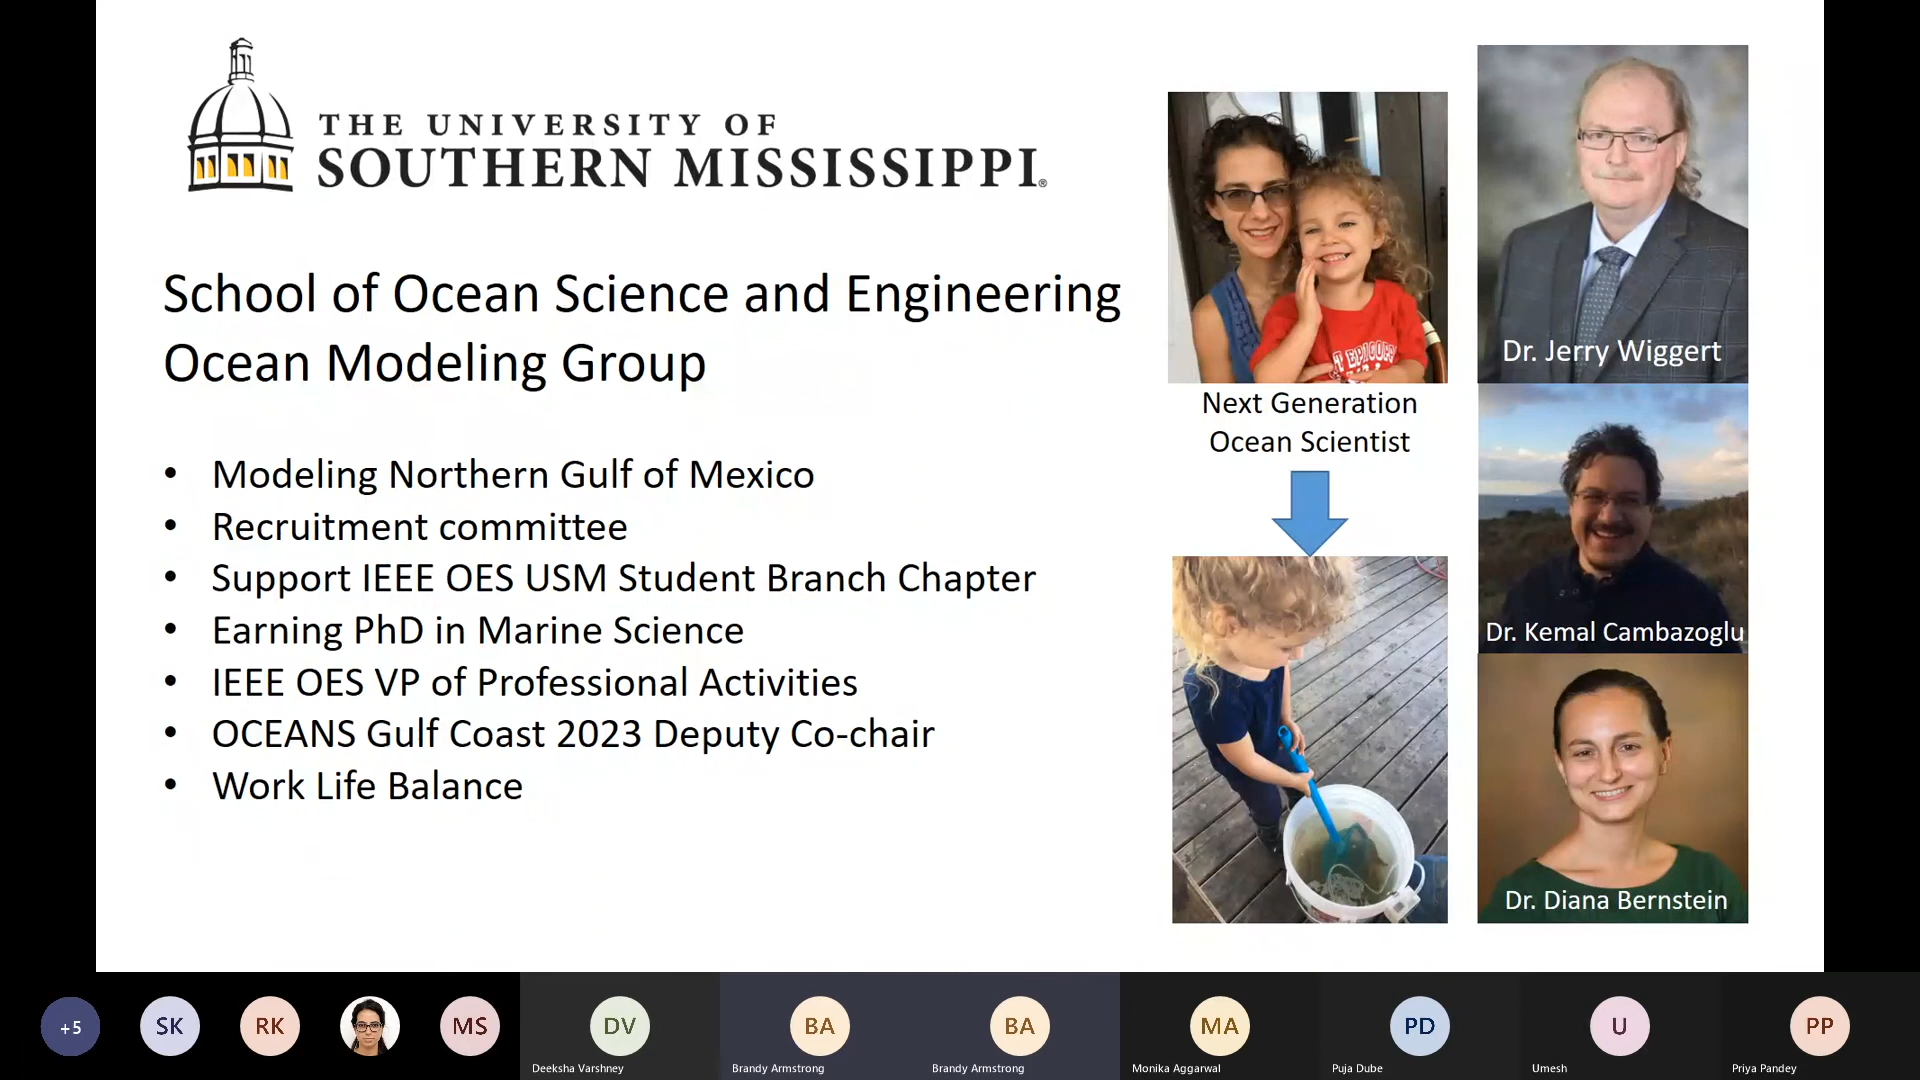 THE UNIVERSITY OF
SOUTHERN MISSISSIPPI®
School of Ocean Science and Engineering
Ocean Modeling Group
• Modeling Northern Gulf of Mexico
• Recruitment committee
• Support IEEE OES USM Student Branch Chapter
• Earning PhD in Marine Science
• IEEE OES VP of Professional Activities
• OCEANS Gulf Coast 2023 Deputy Co-chair
• Work Life Balance
Next Generation
Ocean Scientist
Dr. Jerry Wiggert
Dr. Kemal Cambazoglu
Dr. Diana Bernstein
+5
SK
RK
MS
DV
Deeksha Varshney
BA
Brandy Armstrong
BA
Brandy Armstrong
MA
Monika Aggarwal
PD
Puja Dube
U
Umesh
PP
Priya Pandey